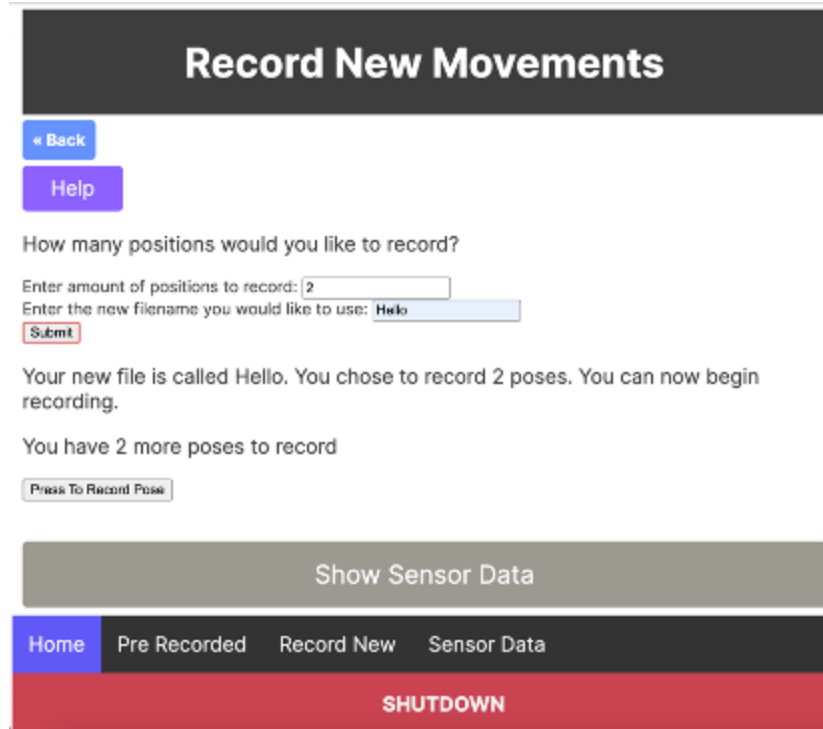 Record New Movements
« Back
Help
How many positions would you like to record?
Enter amount of positions to record: 2
Enter the new filename you would like to use: Hello
Submit
Your new file is called Hello. You chose to record 2 poses. You can now begin
recording.
You have 2 more poses to record
Press To Record Pose
Show Sensor Data
Home Pre Recorded Record New Sensor Data
SHUTDOWN